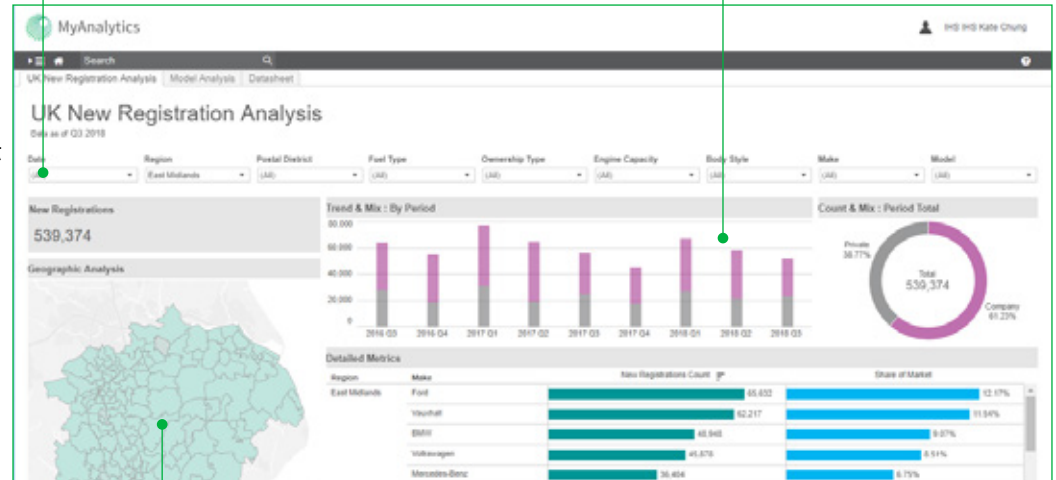 MyAnalytics
IHS IHS Kate Chung
Search
UK New Registration Analysis Model Analysis Datasheet
UK New Registration Analysis
Data as of Q3 2018
Date Region Postal District Fuel Type Ownership Type Engine Capacity Body Style Make Model
(All) East Midlands (All) (All) (All) (All) (All) (All) (All)
New Registrations
539,374
Geographic Analysis
Trend & Mix : By Period
80,000
60,000
40,000
20,000
0
2016 Q3 2016 Q4 2017 Q1 2017 Q2 2017 Q3 2017 Q4 2018 Q1 2018 Q2 2018 Q3
Count & Mix : Period Total
Private
38.77%
Total
539,374
Company
61.23%
Detailed Metrics
Region Make New Registrations Count Share of Market
East Midlands Ford 65,632 12.17%
Vauxhall 62,217 11.54%
BMW 48,948 9.07%
Volkswagen 45,878 8.51%
Mercedes-Benz 36,404 6.75%